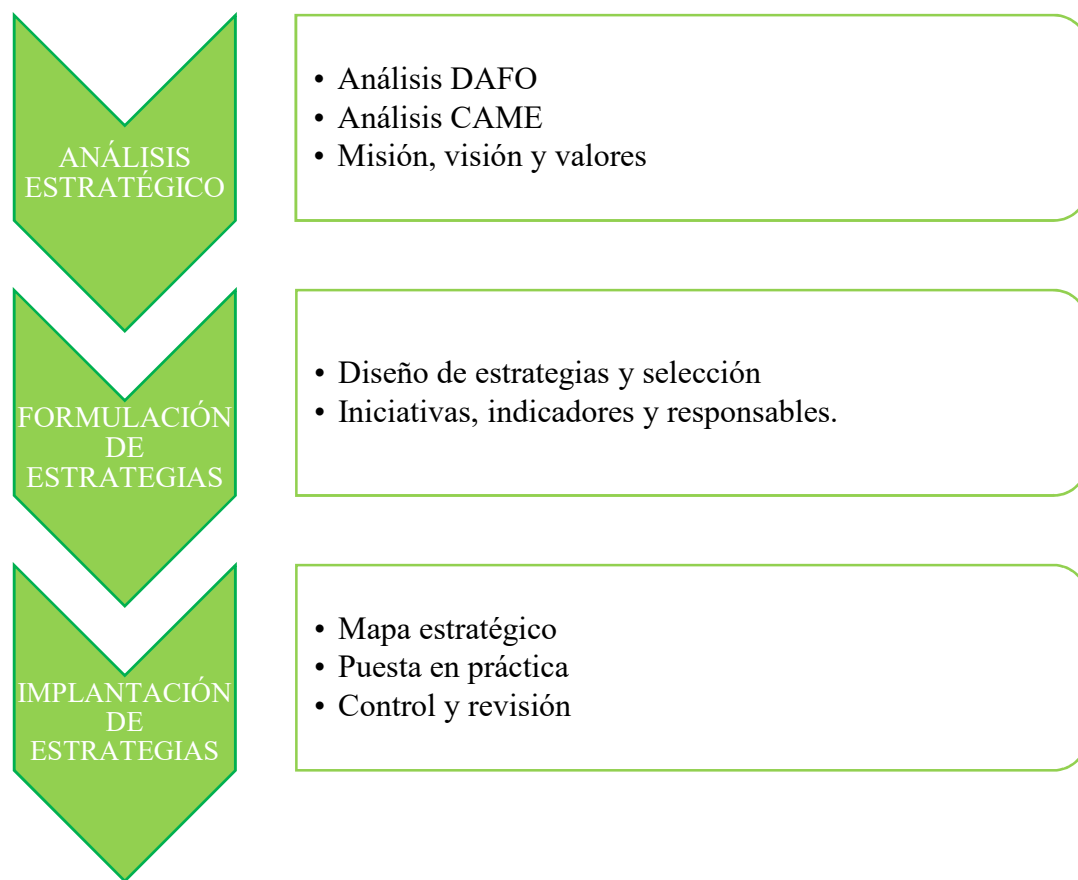 ANÁLISIS
ESTRATÉGICO
• Análisis DAFO
• Análisis CAME
• Misión, visión y valores
FORMULACIÓN
DE
ESTRATEGIAS
• Diseño de estrategias y selección
• Iniciativas, indicadores y responsables.
IMPLANTACIÓN
DE
ESTRATEGIAS
• Mapa estratégico
• Puesta en práctica
• Control y revisión